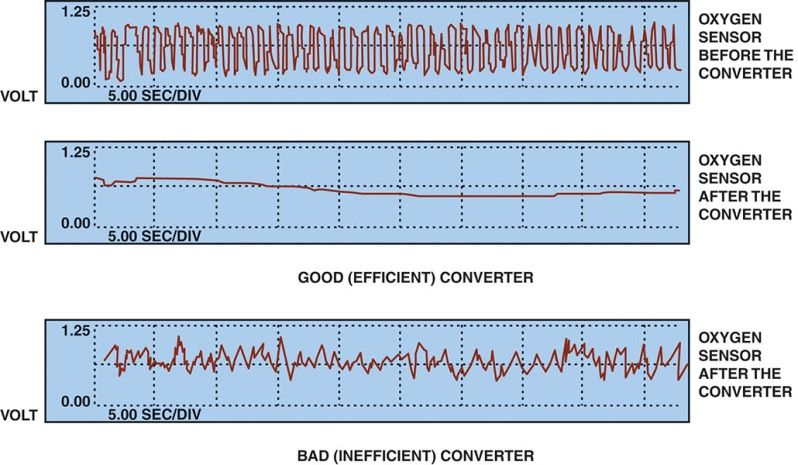 1.25
0.00
VOLT
5.00 SEC/DIV
OXYGEN
SENSOR
BEFORE THE
CONVERTER
1.25
0.00
VOLT
5.00 SEC/DIV
OXYGEN
SENSOR
AFTER THE
CONVERTER
GOOD (EFFICIENT) CONVERTER
1.25
0.00
VOLT
5.00 SEC/DIV
OXYGEN
SENSOR
AFTER THE
CONVERTER
BAD (INEFFICIENT) CONVERTER